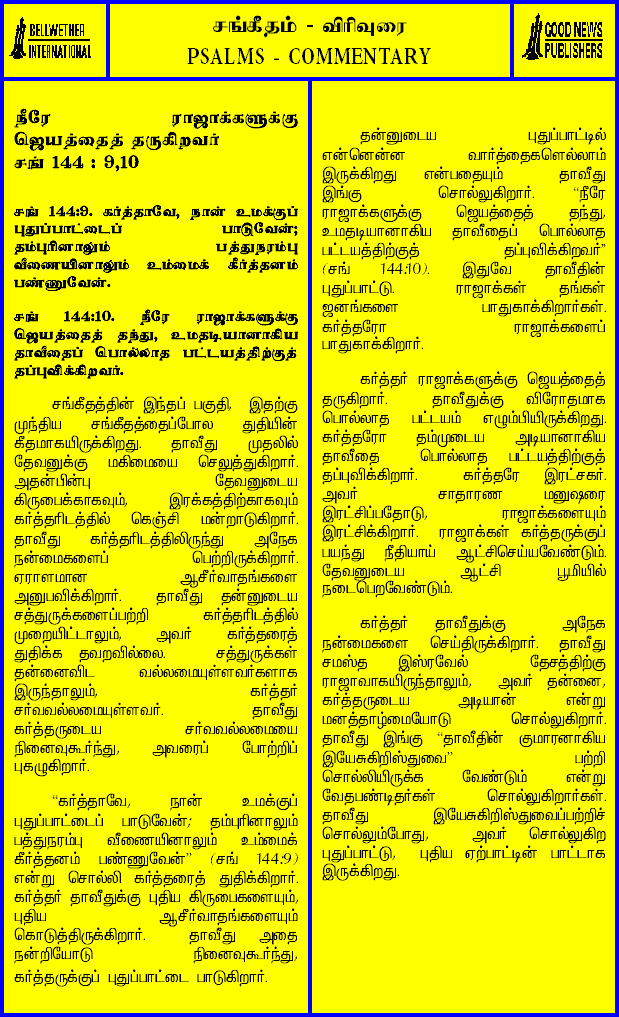 BELLWETHER
INTERNATIONAL
சங்கீதம் - விரிவுரை
PSALMS - COMMENTARY
GOOD NEWS
PUBLISHERS
நீரே ராஜாக்களுக்கு
ஜெயத்தைத் தருகிறவர்
சங் 144 : 9,10
சங் 144:9. கர்த்தாவே, நான் உமக்குப்
புதுப்பாட்டைப் பாடுவேன்;
தம்புரினாலும் பத்துநரம்பு
வீணையினாலும் உம்மைக் கீர்த்தனம்
பண்ணுவேன்.
சங் 144:10. நீரே ராஜாக்களுக்கு
ஜெயத்தைத் தந்து, உமதடியானாகிய
தாவீதைப் பொல்லாத பட்டயத்திற்குத்
தப்புவிக்கிறவர்.
சங்கீதத்தின் இந்தப் பகுதி, இதற்கு
முந்திய சங்கீதத்தைப்போல துதியின்
கீதமாகயிருக்கிறது. தாவீது முதலில்
தேவனுக்கு மகிமையை செலுத்துகிறார்.
அதன்பின்பு தேவனுடைய
கிருபைக்காகவும், இரக்கத்திற்காகவும்
கர்த்தரிடத்தில் கெஞ்சி மன்றாடுகிறார்.
தாவீது கர்த்தரிடத்திலிருந்து அநேக
நன்மைகளைப் பெற்றிருக்கிறார்.
ஏராளமான ஆசீர்வாதங்களை
அனுபவிக்கிறார். தாவீது தன்னுடைய
சத்துருக்களைப்பற்றி கர்த்தரிடத்தில்
முறையிட்டாலும், அவர் கர்த்தரைத்
துதிக்க தவறவில்லை. சத்துருக்கள்
தன்னைவிட வல்லமையுள்ளவர்களாக
இருந்தாலும், கர்த்தர்
சர்வவல்லமையுள்ளவர். தாவீது
கர்த்தருடைய சர்வவல்லமையை
நினைவுகூர்ந்து, அவரைப் போற்றிப்
புகழுகிறார்.
“கர்த்தாவே, நான் உமக்குப்
புதுப்பாட்டைப் பாடுவேன்; தம்புரினாலும்
பத்துநரம்பு வீணையினாலும் உம்மைக்
கீர்த்தனம் பண்ணுவேன்” (சங் 144:9)
என்று சொல்லி கர்த்தரைத் துதிக்கிறார்.
கர்த்தர் தாவீதுக்கு புதிய கிருபைகளையும்,
புதிய ஆசீர்வாதங்களையும்
கொடுத்திருக்கிறார். தாவீது அதை
நன்றியோடு நினைவுகூர்ந்து,
கர்த்தருக்குப் புதுப்பாட்டை பாடுகிறார்.
தன்னுடைய புதுப்பாட்டில்
என்னென்ன வார்த்தைகளெல்லாம்
இருக்கிறது என்பதையும் தாவீது
இங்கு சொல்லுகிறார். “நீரே
ராஜாக்களுக்கு ஜெயத்தைத் தந்து,
உமதடியானாகிய தாவீதைப் பொல்லாத
பட்டயத்திற்குத் தப்புவிக்கிறவர்”
(சங் 144:10). இதுவே தாவீதின்
புதுப்பாட்டு. ராஜாக்கள் தங்கள்
ஜனங்களை பாதுகாக்கிறார்கள்.
கர்த்தரோ ராஜாக்களைப்
பாதுகாக்கிறார்.
கர்த்தர் ராஜாக்களுக்கு ஜெயத்தைத்
தருகிறார். தாவீதுக்கு விரோதமாக
பொல்லாத பட்டயம் எழும்பியிருக்கிறது.
கர்த்தரோ தம்முடைய அடியானாகிய
தாவீதை பொல்லாத பட்டயத்திற்குத்
தப்புவிக்கிறார். கர்த்தரே இரட்சகர்.
அவர் சாதாரண மனுஷரை
இரட்சிப்பதோடு, ராஜாக்களையும்
இரட்சிக்கிறார். ராஜாக்கள் கர்த்தருக்குப்
பயந்து நீதியாய் ஆட்சிசெய்யவேண்டும்.
தேவனுடைய ஆட்சி பூமியில்
நடைபெறவேண்டும்.
கர்த்தர் தாவீதுக்கு அநேக
நன்மைகளை செய்திருக்கிறார். தாவீது
சமஸ்த இஸ்ரவேல் தேசத்திற்கு
ராஜாவாகயிருந்தாலும், அவர் தன்னை,
கர்த்தருடைய அடியான் என்று
மனத்தாழ்மையோடு சொல்லுகிறார்.
தாவீது இங்கு “தாவீதின் குமாரனாகிய
இயேசுகிறிஸ்துவை” பற்றி
சொல்லியிருக்க வேண்டும் என்று
வேதபண்டிதர்கள் சொல்லுகிறார்கள்.
தாவீது இயேசுகிறிஸ்துவைப்பற்றிச்
சொல்லும்போது, அவர் சொல்லுகிற
புதுப்பாட்டு, புதிய ஏற்பாட்டின் பாட்டாக
இருக்கிறது.